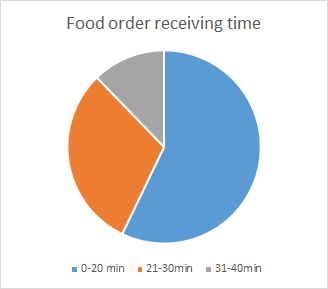 Food order receiving time
0-20 min 21-30min 31-40min